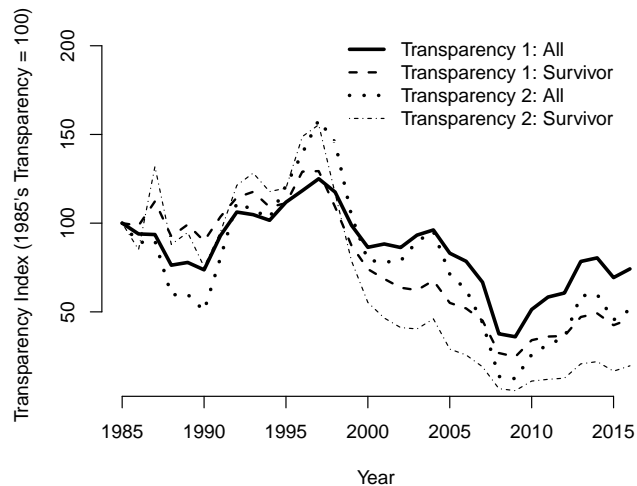 Transparency Index (1985's Transparency = 100)
200
150
100
50
Transparency 1: All
Transparency 1: Survivor
Transparency 2: All
Transparency 2: Survivor
1985 1990 1995 2000 2005 2010 2015
Year